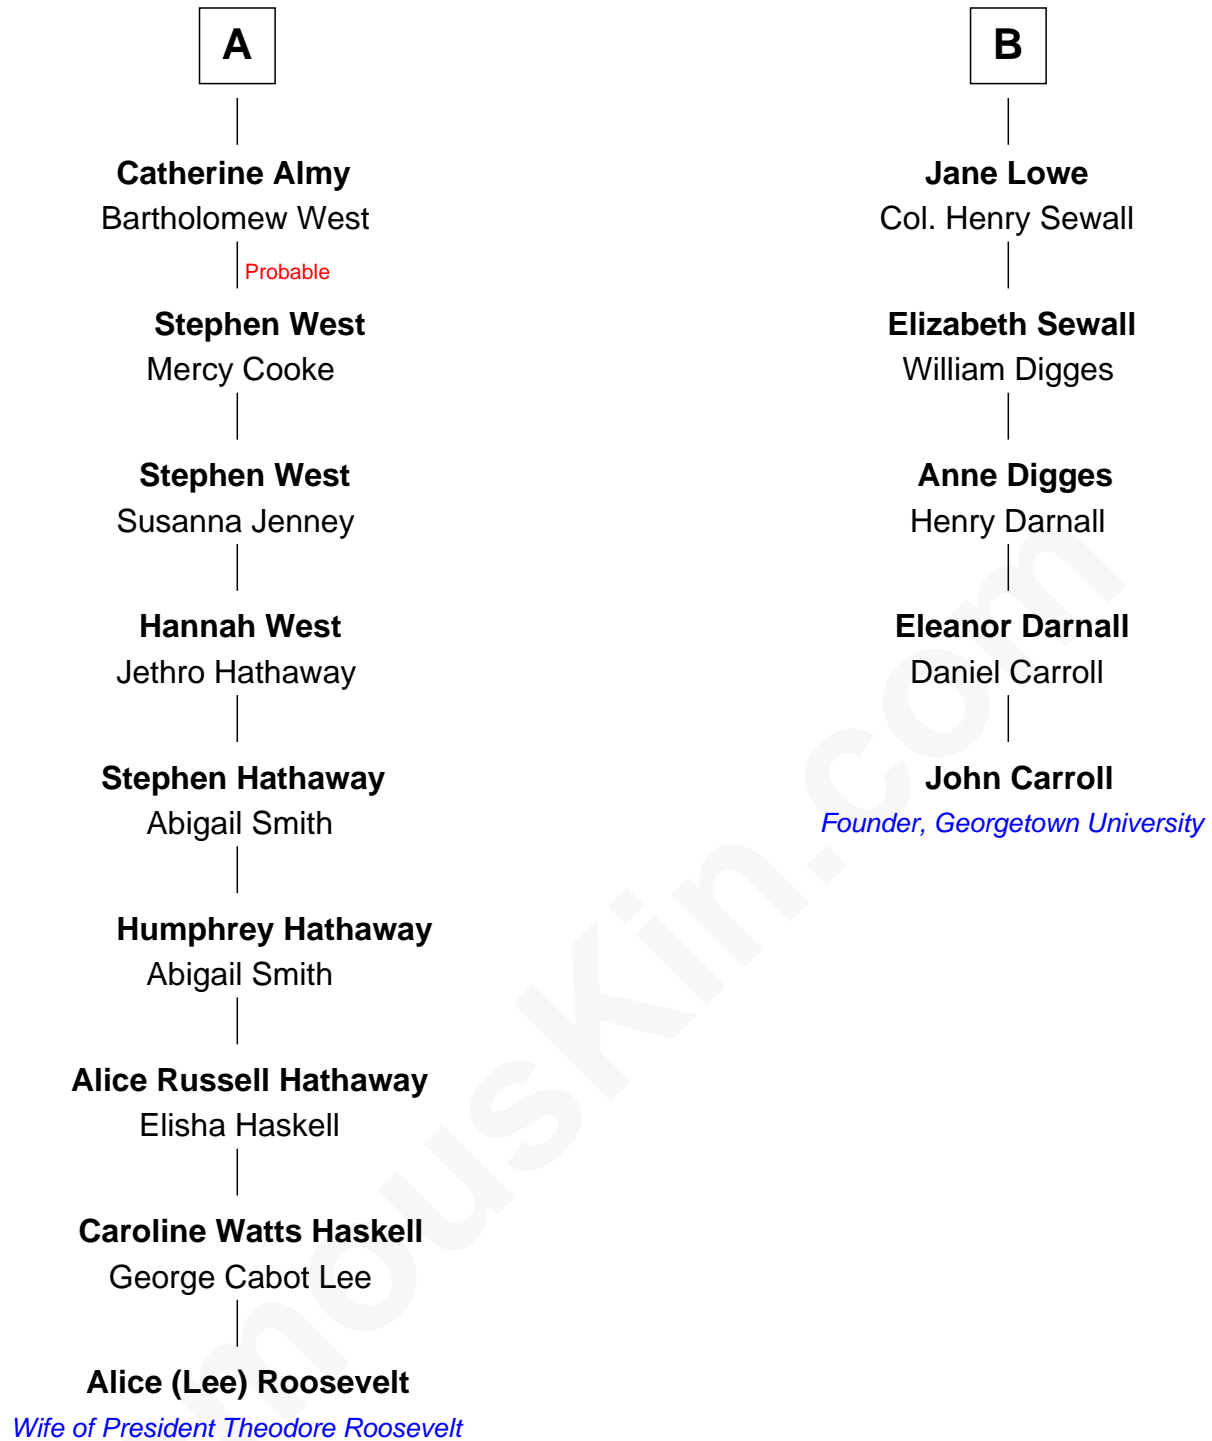 A
Catherine Almy
Bartholomew West
Probable
Stephen West
Mercy Cooke
Stephen West
Susanna Jenney
Hannah West
Jethro Hathaway
Stephen Hathaway
Abigail Smith
Humphrey Hathaway
Abigail Smith
Alice Russell Hathaway
Elisha Haskell
Caroline Watts Haskell
George Cabot Lee
Alice (Lee) Roosevelt
Wife of President Theodore Roosevelt
B
Jane Lowe
Col. Henry Sewall
Elizabeth Sewall
William Digges
Anne Digges
Henry Darnall
Eleanor Darnall
Daniel Carroll
John Carroll
Founder, Georgetown University
mouskin.com